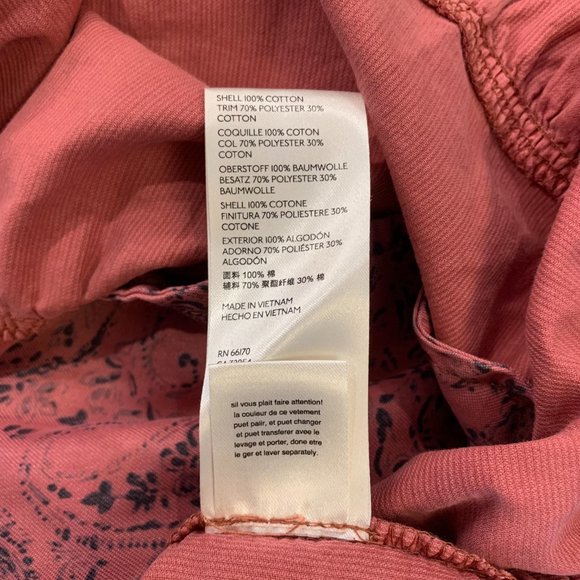 SHELL 100% COTTON
TRIM 70% POLYESTER 30%
COTTON
COQUILLE 100% COTON
COL 70% POLYESTER 30%
COTON
OBERSTOFF 100% BAUMWOLLE
BESATZ 70% POLYESTER 30%
BAUMWOLLE
SHELL 100% COTONE
FINITURA 70% POLIESTERE 30%
COTONE
EXTERIOR 100% ALGODÓN
ADORNO 70% POLIÉSTER 30%
ALGODÓN
面料 100% 棉
辅料 70% 聚酯纤维 30% 棉
MADE IN VIETNAM
HECHO EN VIETNAM
RN 66170
sil vous plait faire attention!
la couleur de ce vetement
puet palir, et puet changer
et puet transferer avec le
levage et porter, donc etre
le ger et laver separately.